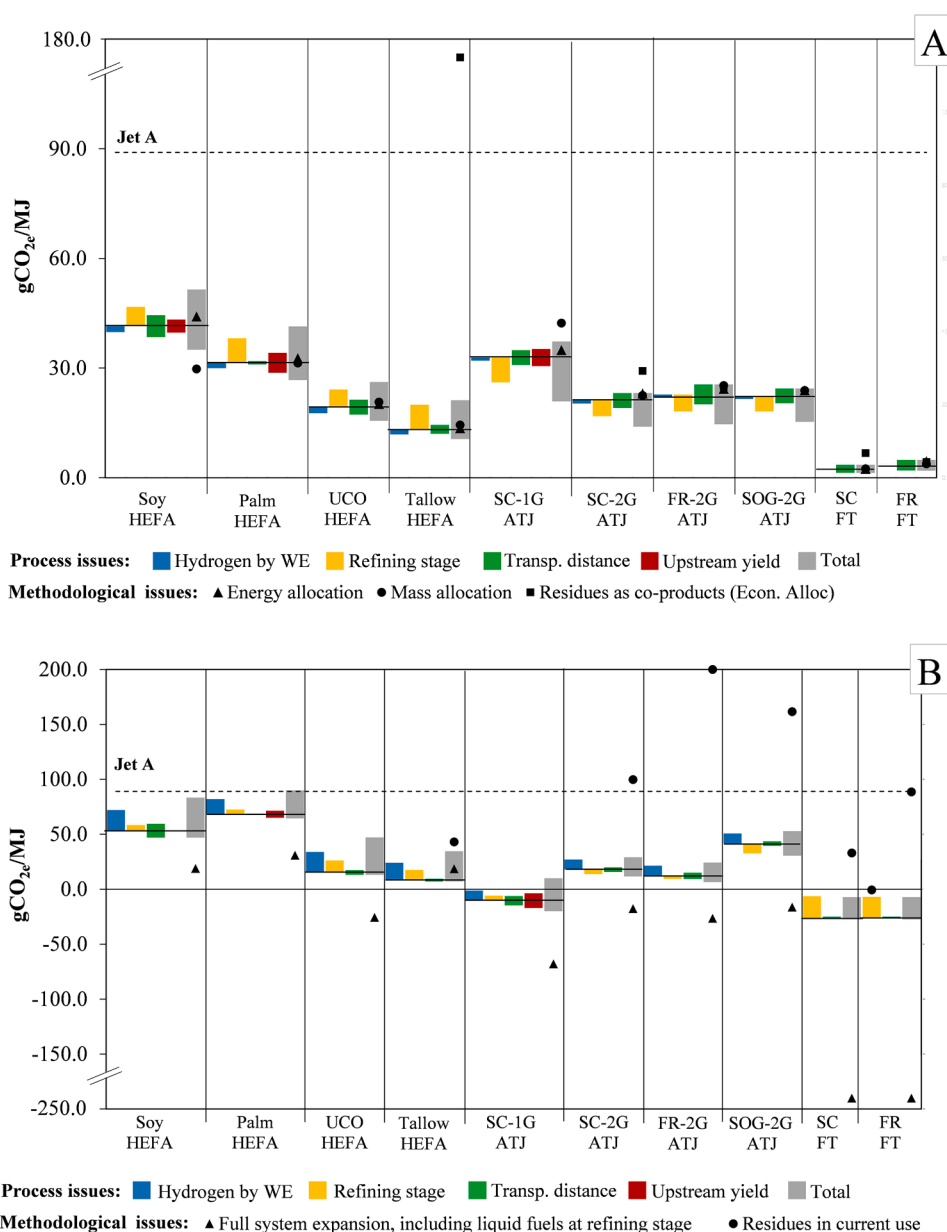 A
180.0
Jet A
90.0
gCO2e/MJ
60.0
30.0
0.0
Soy HEFA
Palm HEFA
UCO HEFA
Tallow HEFA
SC-1G ATJ
SC-2G ATJ
FR-2G ATJ
SOG-2G ATJ
SC FT
FR FT
Process issues: Hydrogen by WE Refining stage Transp. distance Upstream yield Total
Methodological issues: ▲ Energy allocation ● Mass allocation ■ Residues as co-products (Econ. Alloc)
B
200.0
150.0
Jet A
100.0
gCO2e/MJ
50.0
0.0
-50.0
-100.0
-150.0
-250.0
Soy HEFA
Palm HEFA
UCO HEFA
Tallow HEFA
SC-1G ATJ
SC-2G ATJ
FR-2G ATJ
SOG-2G ATJ
SC FT
FR FT
Process issues: Hydrogen by WE Refining stage Transp. distance Upstream yield Total
Methodological issues: ▲ Full system expansion, including liquid fuels at refining stage ● Residues in current use